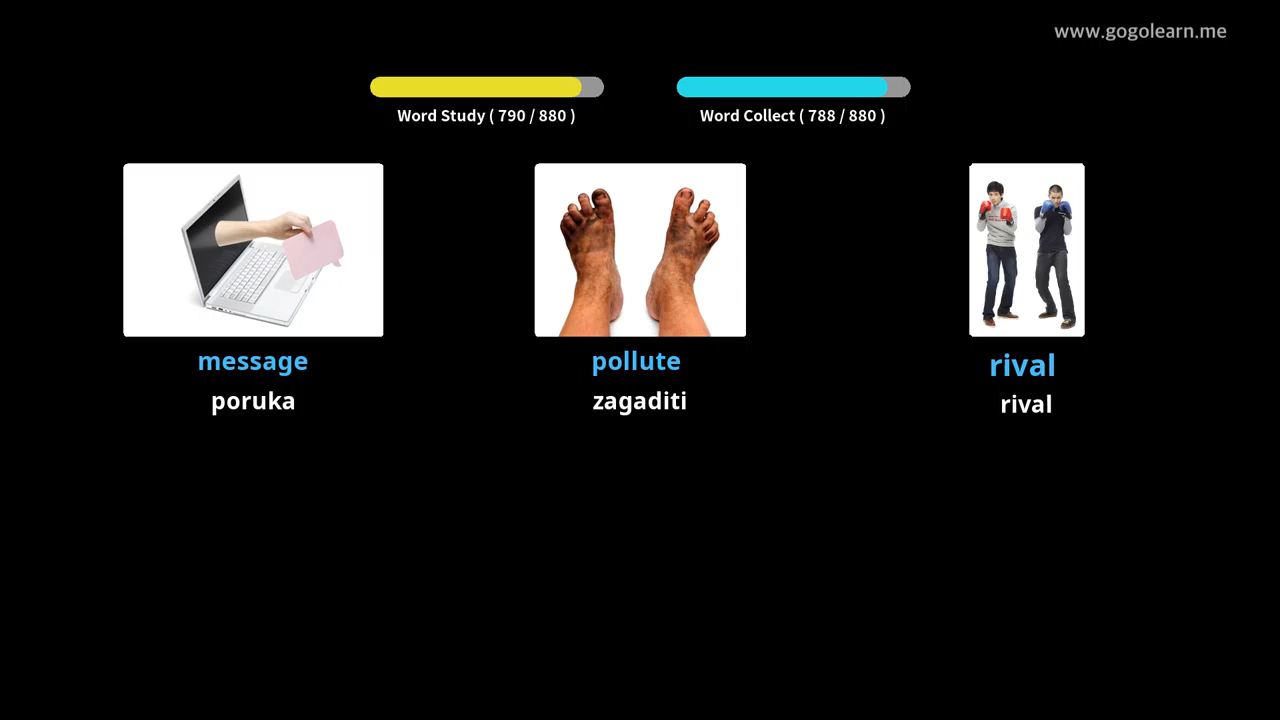 www.gogolearn.me
Word Study ( 790 / 880 )
Word Collect ( 788 / 880 )
message
poruka
pollute
zagaditi
rival
rival